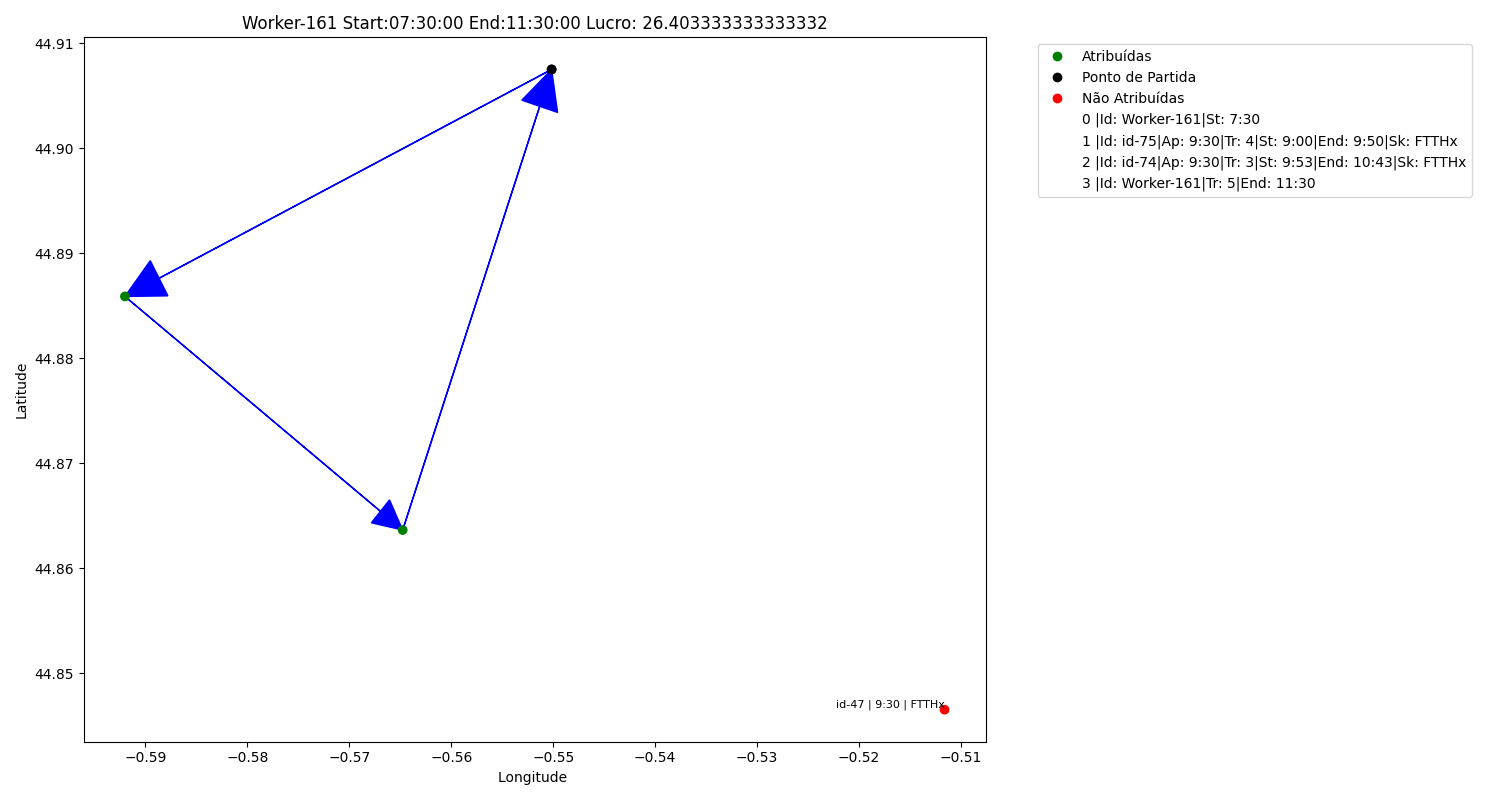 Worker-161 Start:07:30:00 End:11:30:00 Lucro: 26.403333333333332
44.91
44.90
44.89
44.88
44.87
44.86
44.85
Latitude
−0.59
−0.58
−0.57
−0.56
−0.55
−0.54
−0.53
−0.52
−0.51
Longitude
id-47 | 9:30 | FTTHx
Atribuídas
Ponto de Partida
Não Atribuídas
0 |Id: Worker-161|St: 7:30
1 |Id: id-75|Ap: 9:30|Tr: 4|St: 9:00|End: 9:50|Sk: FTTHx
2 |Id: id-74|Ap: 9:30|Tr: 3|St: 9:53|End: 10:43|Sk: FTTHx
3 |Id: Worker-161|Tr: 5|End: 11:30